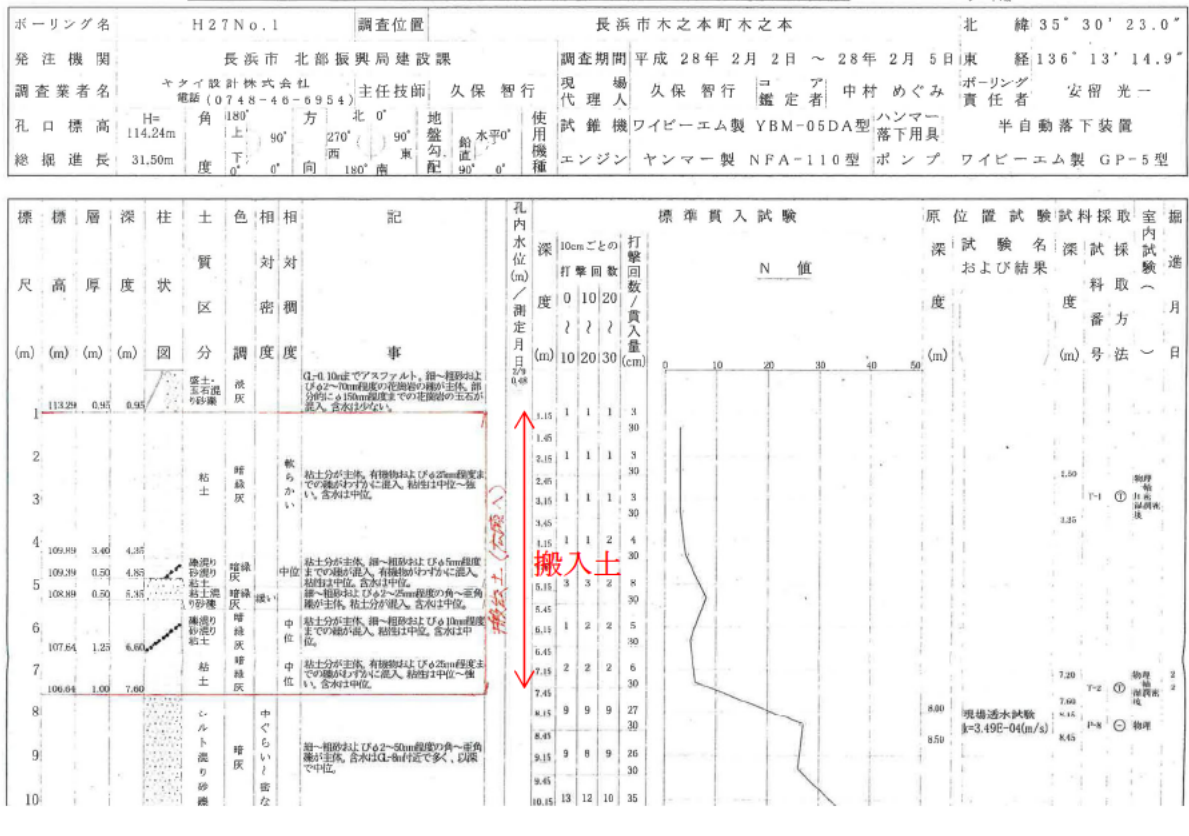 ボーリング名 H27No.1 調査位置 長浜市木之本町木之本 北緯 35° 30' 23.0"
発注機関 長浜市 北部振興局建設課 調査期間 平成 28年 2月 2日 ～ 28年 2月 5日 東経 136° 13' 14.9"
調査業者名 キタイ設計株式会社 電話(0748-46-6954) 主任技師 久保 智行 現場代理人 久保 智行 コア鑑定者 中村 めぐみ ボーリング責任者 安留 光一
孔口標高 H=114.24m 角度 180° 上 90° 下 0° 0° 方向 北 0° 270° 西 90° 東 180° 南 地盤勾配 水平0° 鉛直90° 0° 使用機種 試錐機 ワイビーエム製 YBM-05DA型 ハンマー落下用具 半自動落下装置
総掘進長 31.50m エンジン ヤンマー製 NFA-110型 ポンプ ワイビーエム製 GP-5型
標尺(m) 標高(m) 層厚(m) 深度(m) 柱状図 土質区分 色調 相対密度 相対稠度 記事 孔内水位(m)／測定月日 標準貫入試験 原位置試験 試料採取 室内試験( ) 掘進月日
深度(m) 10cmごとの打撃回数 0～10 10～20 20～30 打撃回数/貫入量(cm) N 値 0 10 20 30 40 50 深度(m) 試験名および結果 深度(m) 試料番号 採取方法
113.29 0.95 0.95 盛土・玉石混り砂礫 淡灰 GL-0.10mまでアスファルト。細～粗砂およびφ2～70mm程度の花崗岩の礫が主体。部分的にφ150mm程度までの花崗岩の玉石が混入。含水は少ない。
1 1.15 1 1 1 3 30
1.45
2 2.15 1 1 1 3 30
粘土 暗緑灰 軟らかい 粘土分が主体。有機物およびφ25mm程度までの礫がわずかに混入。粘性は中位～強い。含水は中位。
2.45 2.50
3 3.15 1 1 1 3 30 T-1
3.45
4 1 1 2 4 30
109.89 3.40 4.35
搬入土
109.39 0.50 4.85 礫混り砂混り粘土 暗緑灰 中位 粘土分が主体。細～粗砂およびφ5mm程度までの礫が混入。有機物がわずかに混入。粘性は中位。含水は中位。
5 5.15 3 3 2 8 30
108.89 0.50 5.35 粘土混り砂礫 暗緑灰 緩い 細～粗砂およびφ2～25mm程度の角～亜角礫が主体。粘土分が混入。含水は中位。
5.45
6 6.15 1 2 2 5 30
107.64 1.25 6.60 礫混り砂混り粘土 暗緑灰 中位 粘土分が主体。細～粗砂およびφ10mm程度までの礫が混入。粘性は中位。含水は中位。
6.45
7 7.15 2 2 2 6 30
106.64 1.00 7.60 粘土 暗緑灰 中位 粘土分が主体。有機物およびφ25mm程度までの礫がわずかに混入。粘性は中位～強い。含水は中位。
7.45 7.20 7.60 T-2
8 8.15 9 9 9 27 30
8.00 8.50 現場透水試験 k=3.49E-04(m/s) 8.15 8.45 P-8 物理
8.45
9 9.15 9 8 9 26 30
シルト混り砂礫 暗灰 中ぐらい～密な 細～粗砂およびφ2～50mm程度の角～亜角礫が主体。含水はGL-8m付近で多く、以深で中位。
9.45
10 10.15 13 12 10 35